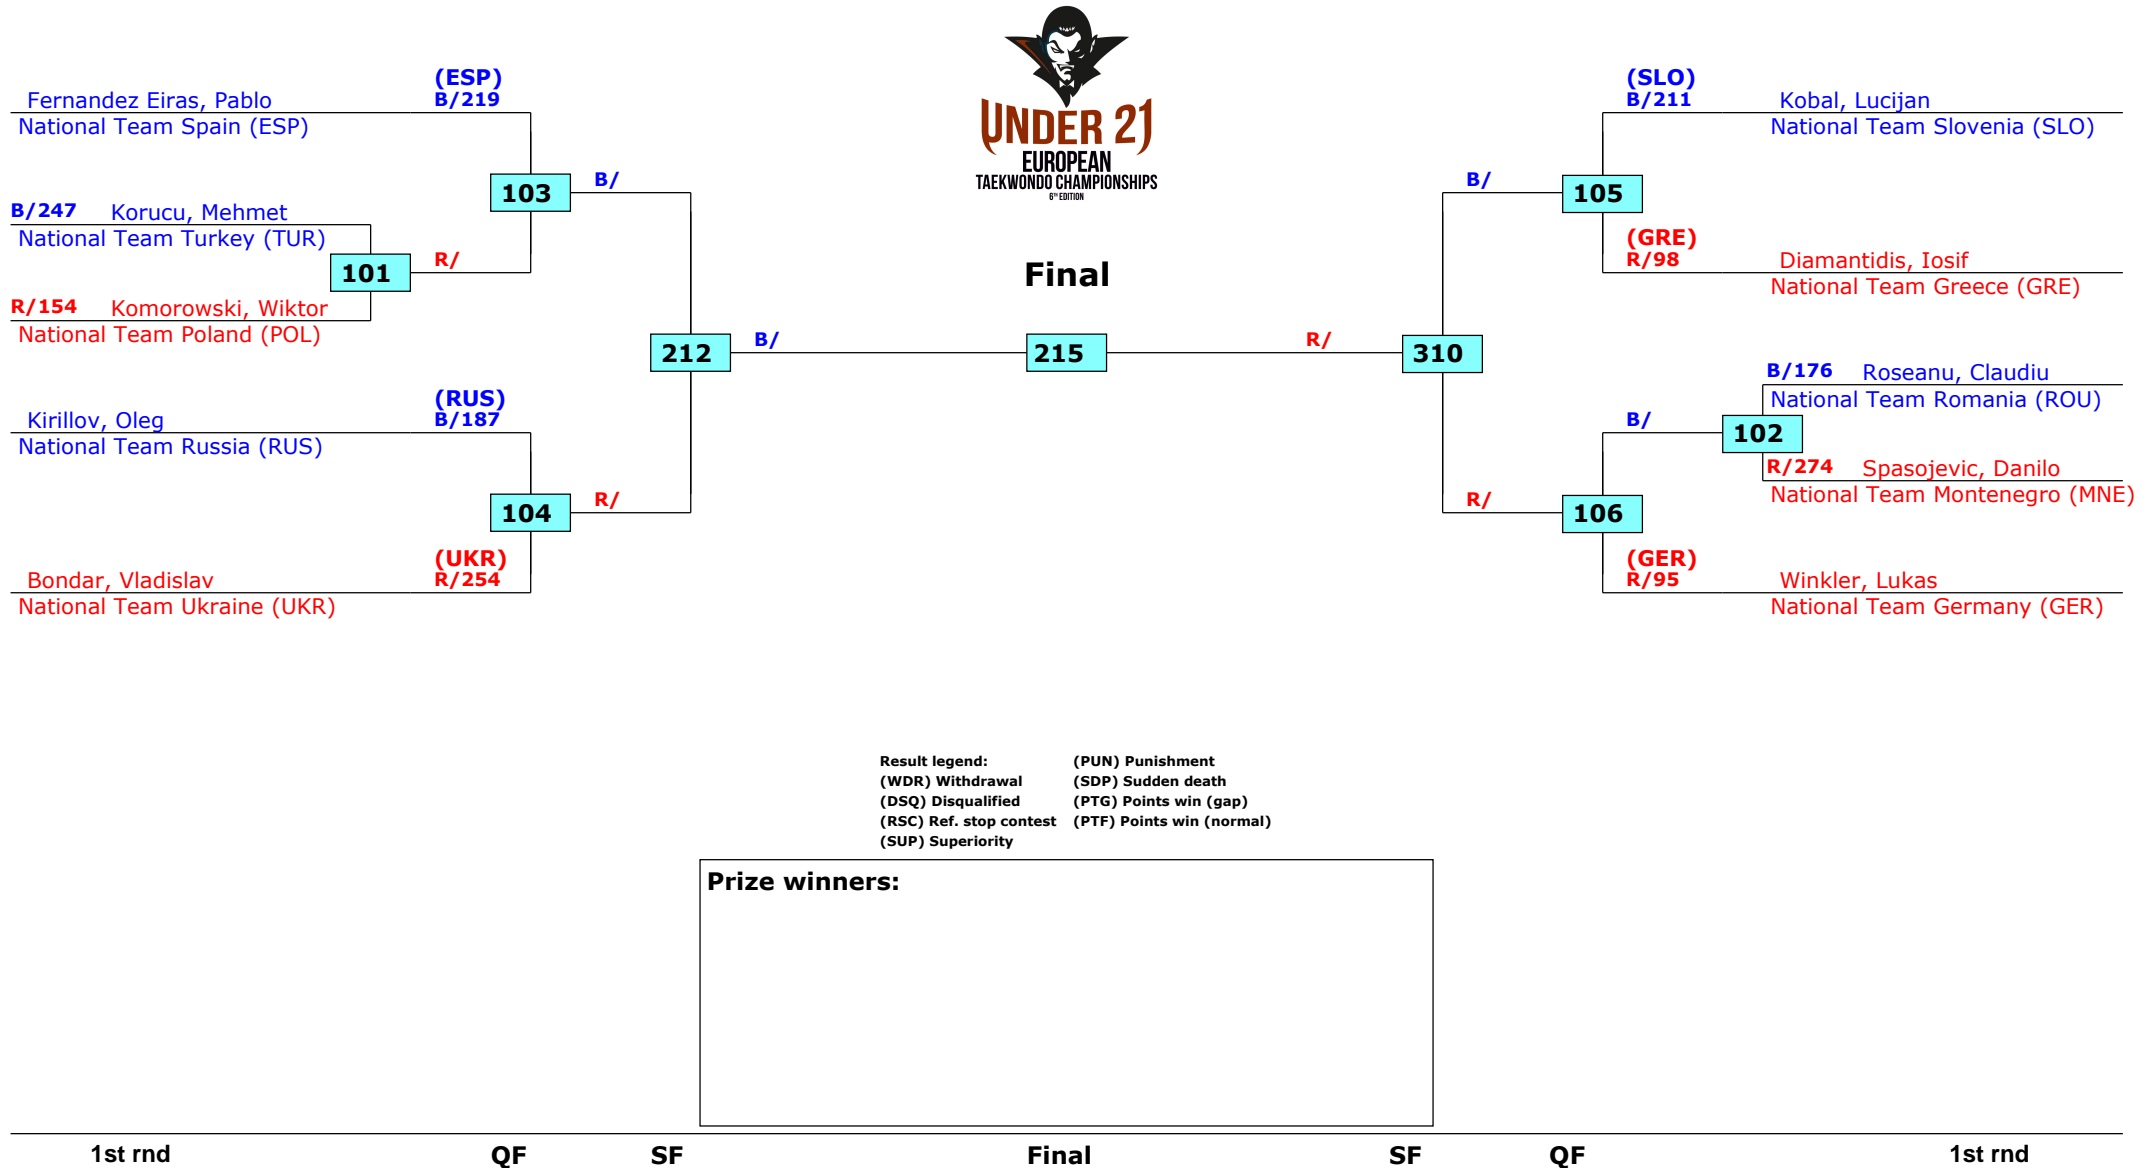 UNDER 21
EUROPEAN
TAEKWONDO CHAMPIONSHIPS
6TH EDITION
(ESP)
Fernandez Eiras, Pablo B/219
National Team Spain (ESP)
B/247 Korucu, Mehmet
National Team Turkey (TUR)
R/154 Komorowski, Wiktor
National Team Poland (POL)
101
R/
103
B/
(RUS)
Kirillov, Oleg B/187
National Team Russia (RUS)
104
R/
(UKR)
Bondar, Vladislav R/254
National Team Ukraine (UKR)
212
B/
Final
215
R/
310
B/
R/
(SLO)
B/211 Kobal, Lucijan
National Team Slovenia (SLO)
105
(GRE)
R/98 Diamantidis, Iosif
National Team Greece (GRE)
B/176 Roseanu, Claudiu
National Team Romania (ROU)
B/
102
R/274 Spasojevic, Danilo
National Team Montenegro (MNE)
106
(GER)
R/95 Winkler, Lukas
National Team Germany (GER)
Result legend: (PUN) Punishment
(WDR) Withdrawal (SDP) Sudden death
(DSQ) Disqualified (PTG) Points win (gap)
(RSC) Ref. stop contest (PTF) Points win (normal)
(SUP) Superiority
Prize winners:
1st rnd QF SF Final SF QF 1st rnd